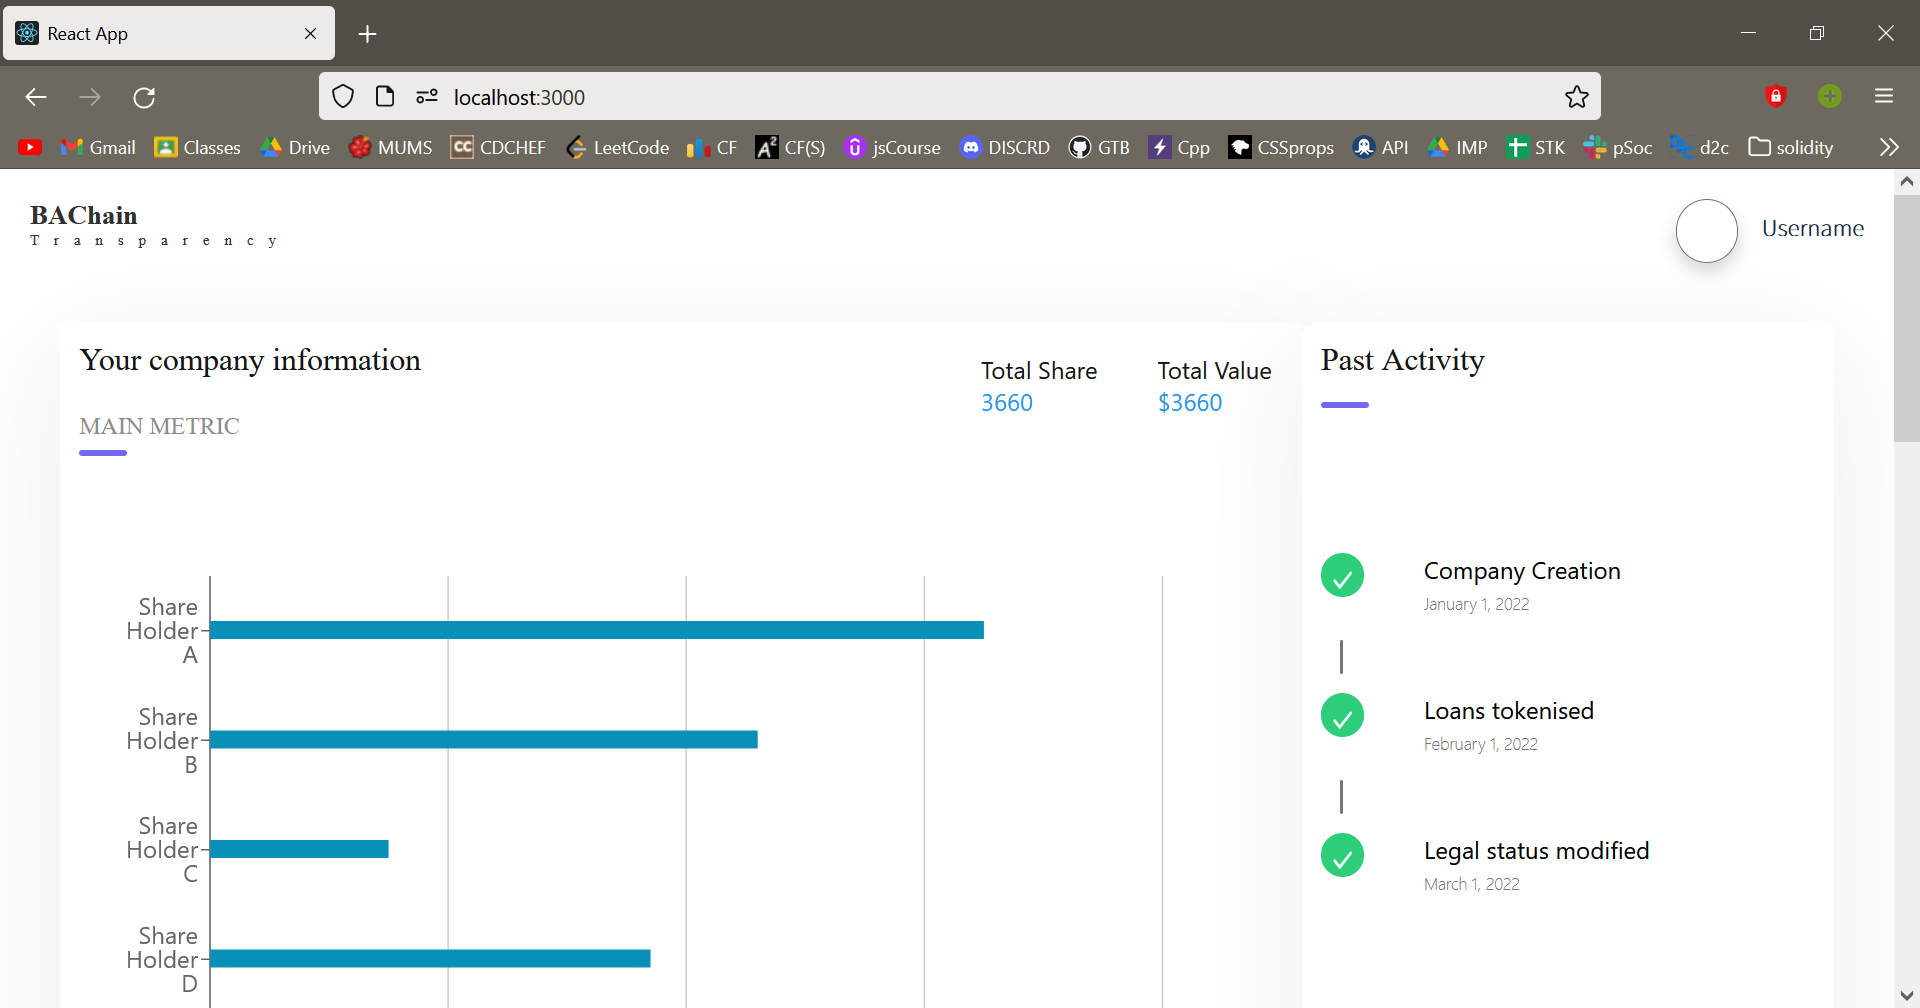 React App
localhost:3000
Gmail Classes Drive MUMS CC CDCHEF LeetCode CF A² CF(S) jsCourse DISCRD GTB Cpp CSSprops API IMP STK pSoc d2c solidity
BAChain
Transparency
Username
Your company information
MAIN METRIC
Total Share
3660
Total Value
$3660
Share
Holder
A
Share
Holder
B
Share
Holder
C
Share
Holder
D
Past Activity
Company Creation
January 1, 2022
Loans tokenised
February 1, 2022
Legal status modified
March 1, 2022